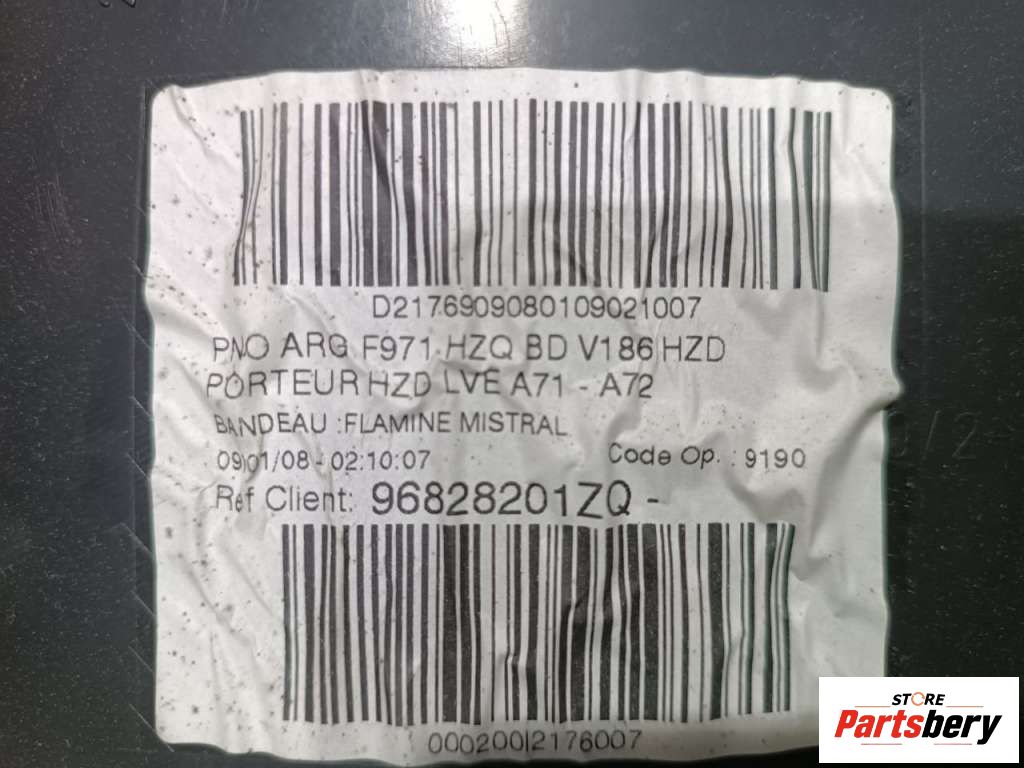 D2176909080109021007
PNO ARG F971 HZQ BD V186 HZD
PORTEUR HZD LVE A71 - A72
BANDEAU :FLAMINE MISTRAL
09/01/08 - 02:10:07 Code Op. : 9190
Réf Client: 96828201ZQ -
000200 2176007
STORE
Partsbery